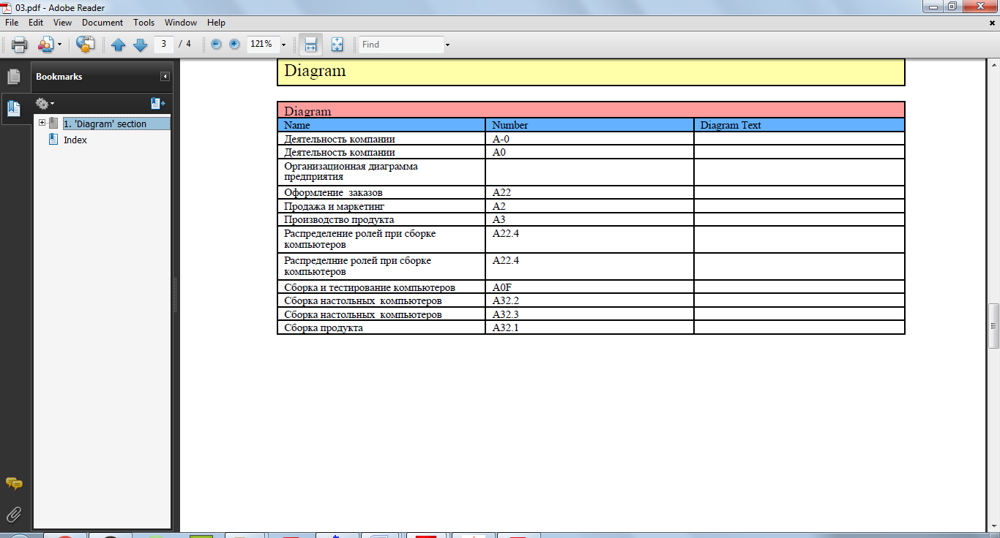 03.pdf - Adobe Reader
File Edit View Document Tools Window Help
3 / 4 121% Find
Bookmarks
1. 'Diagram' section
Index
Diagram
Diagram
Name Number Diagram Text
Деятельность компании A-0
Деятельность компании A0
Организационная диаграмма
предприятия
Оформление заказов A22
Продажа и маркетинг A2
Производство продукта A3
Распределение ролей при сборке A22.4
компьютеров
Распределние ролей при сборке A22.4
компьютеров
Сборка и тестирование компьютеров A0F
Сборка настольных компьютеров A32.2
Сборка настольных компьютеров A32.3
Сборка продукта A32.1